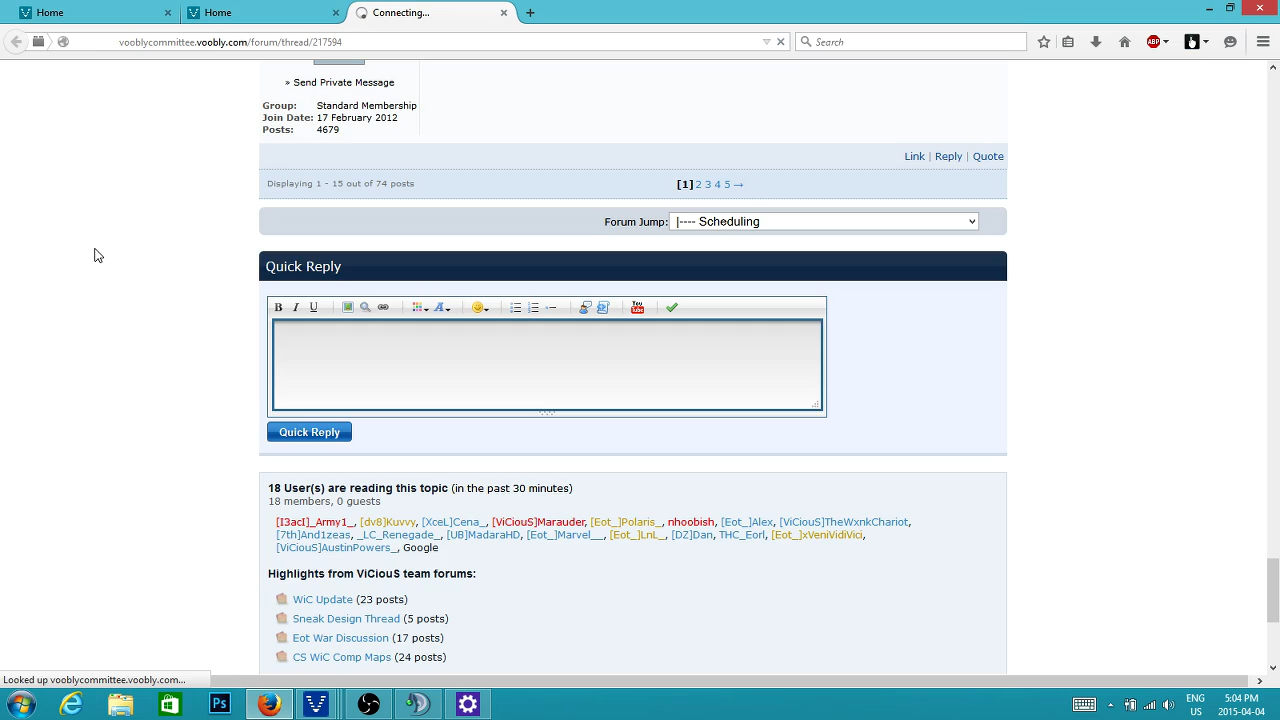 Home
Home
Connecting...
vooblycommittee.voobly.com/forum/thread/217594
Search
ABP
» Send Private Message
Group: Standard Membership
Join Date: 17 February 2012
Posts: 4679
Link | Reply | Quote
Displaying 1 - 15 out of 74 posts
[1] 2 3 4 5 →
Forum Jump: |---- Scheduling
Quick Reply
B I U
You Tube
Quick Reply
18 User(s) are reading this topic (in the past 30 minutes)
18 members, 0 guests
[I3acI]_Army1_, [dv8]Kuvvy, [XceL]Cena_, [ViCiouS]Marauder, [Eot_]Polaris_, nhoobish, [Eot_]Alex, [ViCiouS]TheWxnkChariot,
[7th]And1zeas, _LC_Renegade_, [UB]MadaraHD, [Eot_]Marvel__, [Eot_]LnL_, [DZ]Dan, THC_Eorl, [Eot_]xVeniVidiVici,
[ViCiouS]AustinPowers_, Google
Highlights from ViCiouS team forums:
WiC Update (23 posts)
Sneak Design Thread (5 posts)
Eot War Discussion (17 posts)
CS WiC Comp Maps (24 posts)
Looked up vooblycommittee.voobly.com...
Ps
ENG
US
5:04 PM
2015-04-04